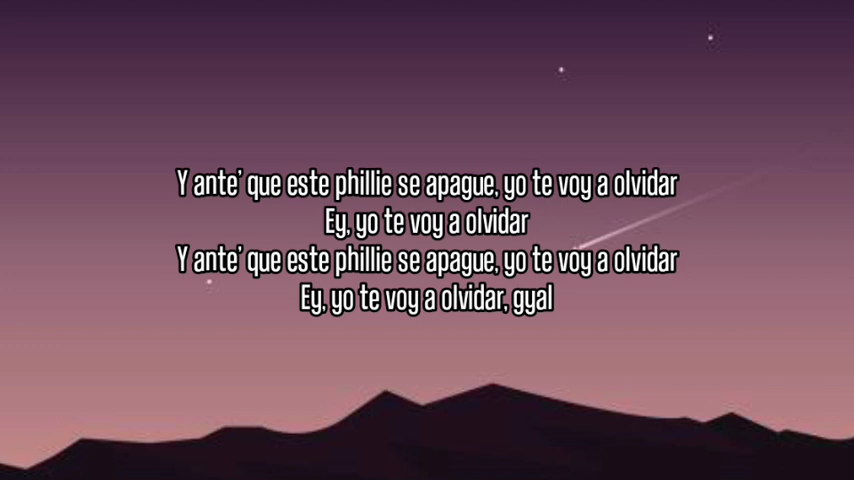 Y ante' que este phillie se apague, yo te voy a olvidar
Ey, yo te voy a olvidar
Y ante' que este phillie se apague, yo te voy a olvidar
Ey, yo te voy a olvidar, gyal